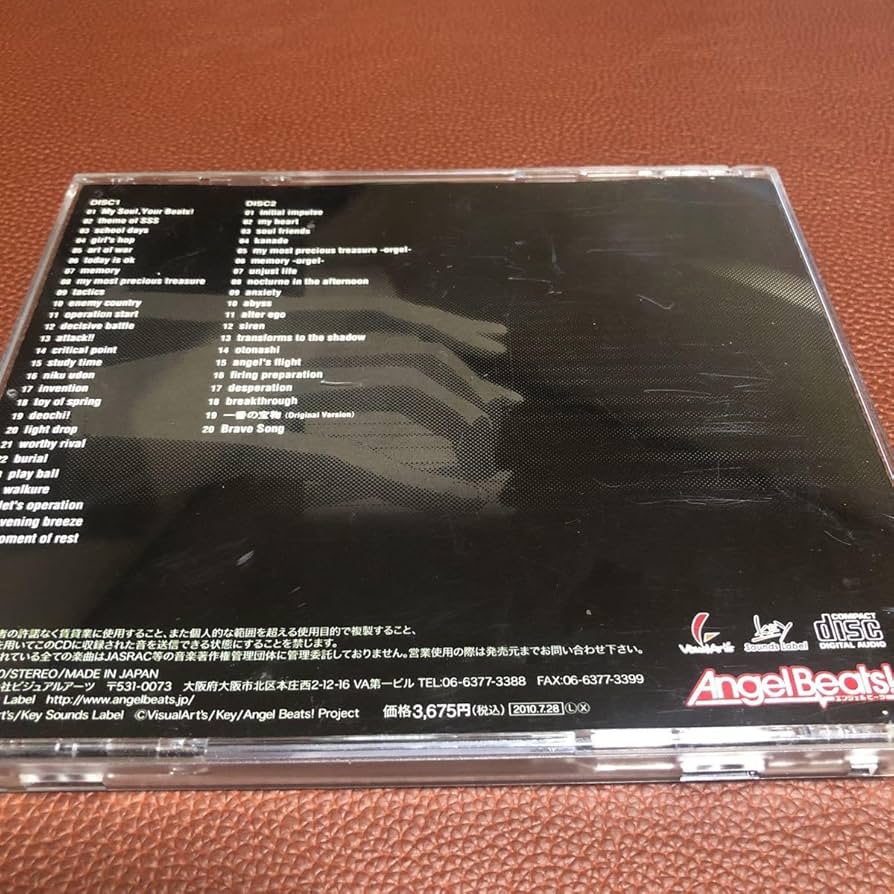 DISC1
01 My Soul,Your Beats!
02 theme of SSS
03 school days
04 girl's hop
05 art of war
06 today is ok
07 memory
08 my most precious treasure
09 tactics
10 enemy country
11 operation start
12 decisive battle
13 attack!!
14 critical point
15 study time
16 niku udon
17 invention
18 toy of spring
19 deochi!
20 light drop
21 worthy rival
22 burial
play ball
walkure
let's operation
vening breeze
oment of rest
DISC2
01 initial impulse
02 my heart
03 soul friends
04 kanade
05 my most precious treasure -orgel-
06 memory -orgel-
07 unjust life
08 nocturne in the afternoon
09 anxiety
10 abyss
11 alter ego
12 siren
13 transforms to the shadow
14 otonashi
15 angel's flight
16 firing preparation
17 desperation
18 breakthrough
19 一番の宝物 (Original Version)
20 Brave Song
者の許諾なく賃貸業に使用すること、また個人的な範囲を超える使用目的で複製すること、
を用いてこのCDに収録された音を送信できる状態にすることを禁じます。
れている全ての楽曲はJASRAC等の音楽著作権管理団体に管理委託しておりません。営業使用の際は発売元までお問い合わせ下さい。
O/STEREO/MADE IN JAPAN
社ビジュアルアーツ 〒531-0073 大阪府大阪市北区本庄西2-12-16 VA第一ビル TEL:06-6377-3388 FAX:06-6377-3399
Label http://www.angelbeats.jp/
rt's/Key Sounds Label ©VisualArt's/Key/Angel Beats! Project
価格3,675円(税込) 2010.7.28 Ⓛ Ⓧ
VisualArt's
Key
Sounds Label
COMPACT
disc
DIGITAL AUDIO
Angel Beats!
エンジェルビーツ